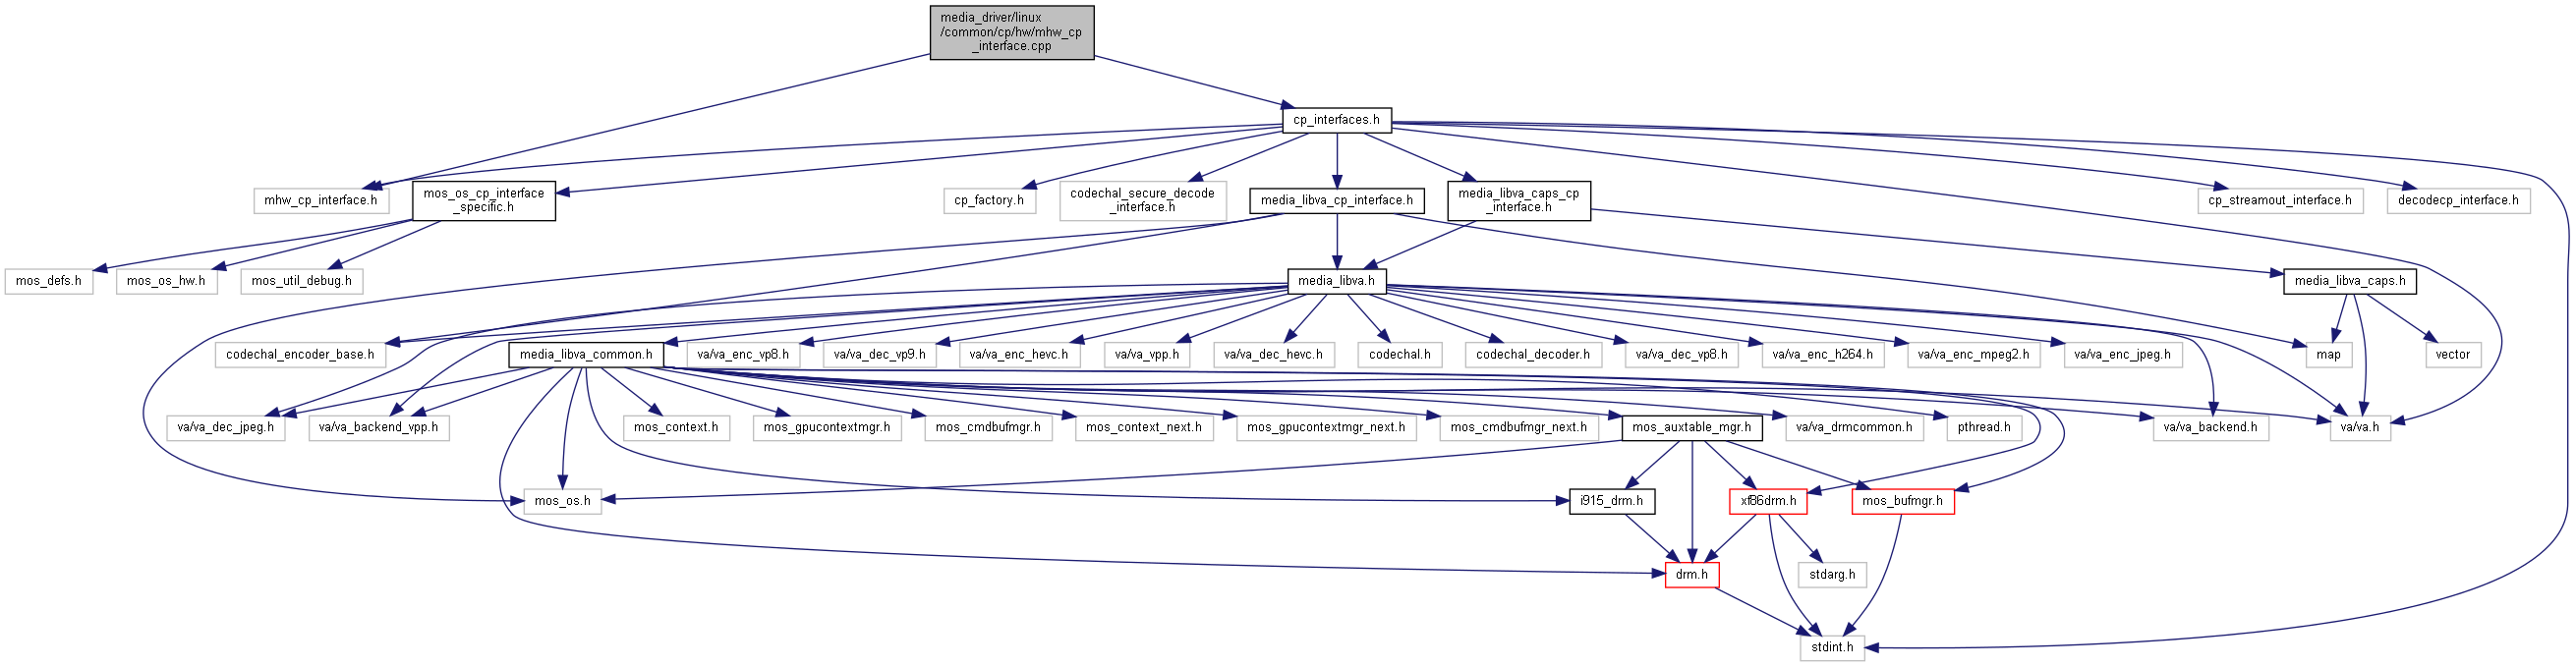 media_driver/linux
/common/cp/hw/mhw_cp
_interface.cpp
cp_interfaces.h
mhw_cp_interface.h
mos_os_cp_interface
_specific.h
cp_factory.h
codechal_secure_decode
_interface.h
media_libva_cp_interface.h
media_libva_caps_cp
_interface.h
cp_streamout_interface.h
decodecp_interface.h
mos_defs.h
mos_os_hw.h
mos_util_debug.h
media_libva.h
media_libva_caps.h
codechal_encoder_base.h
media_libva_common.h
va/va_enc_vp8.h
va/va_dec_vp9.h
va/va_enc_hevc.h
va/va_vpp.h
va/va_dec_hevc.h
codechal.h
codechal_decoder.h
va/va_dec_vp8.h
va/va_enc_h264.h
va/va_enc_mpeg2.h
va/va_enc_jpeg.h
map
vector
va/va_dec_jpeg.h
va/va_backend_vpp.h
mos_context.h
mos_gpucontextmgr.h
mos_cmdbufmgr.h
mos_context_next.h
mos_gpucontextmgr_next.h
mos_cmdbufmgr_next.h
mos_auxtable_mgr.h
va/va_drmcommon.h
pthread.h
va/va_backend.h
va/va.h
mos_os.h
i915_drm.h
xf86drm.h
mos_bufmgr.h
drm.h
stdarg.h
stdint.h